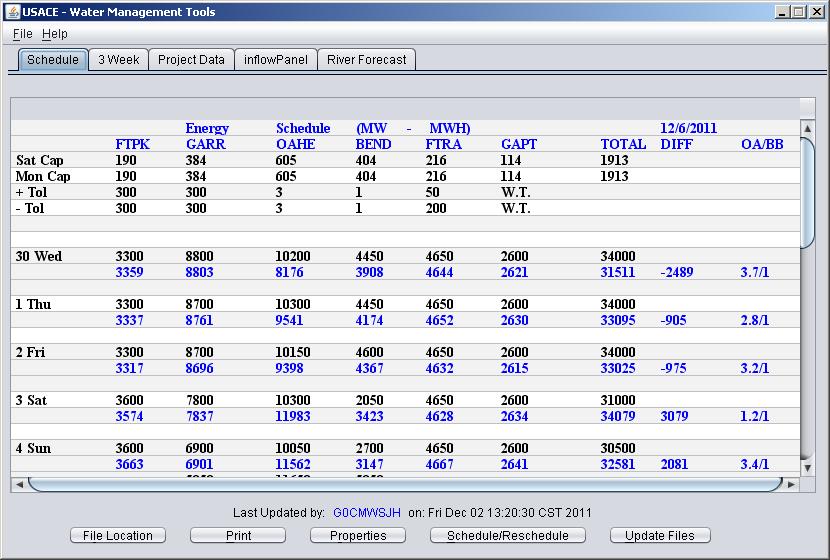 USACE - Water Management Tools
File Help
Schedule 3 Week Project Data inflowPanel River Forecast
Energy Schedule (MW - MWH) 12/6/2011
FTPK GARR OAHE BEND FTRA GAPT TOTAL DIFF OA/BB
Sat Cap 190 384 605 404 216 114 1913
Mon Cap 190 384 605 404 216 114 1913
+ Tol 300 300 3 1 50 W.T.
- Tol 300 300 3 1 200 W.T.
30 Wed 3300 8800 10200 4450 4650 2600 34000
3359 8803 8176 3908 4644 2621 31511 -2489 3.7/1
1 Thu 3300 8700 10300 4450 4650 2600 34000
3337 8761 9541 4174 4652 2630 33095 -905 2.8/1
2 Fri 3300 8700 10150 4600 4650 2600 34000
3317 8696 9398 4367 4632 2615 33025 -975 3.2/1
3 Sat 3600 7800 10300 2050 4650 2600 31000
3574 7837 11983 3423 4628 2634 34079 3079 1.2/1
4 Sun 3600 6900 10050 2700 4650 2600 30500
3663 6901 11562 3147 4667 2641 32581 2081 3.4/1
Last Updated by: G0CMWSJH on: Fri Dec 02 13:20:30 CST 2011
File Location Print Properties Schedule/Reschedule Update Files